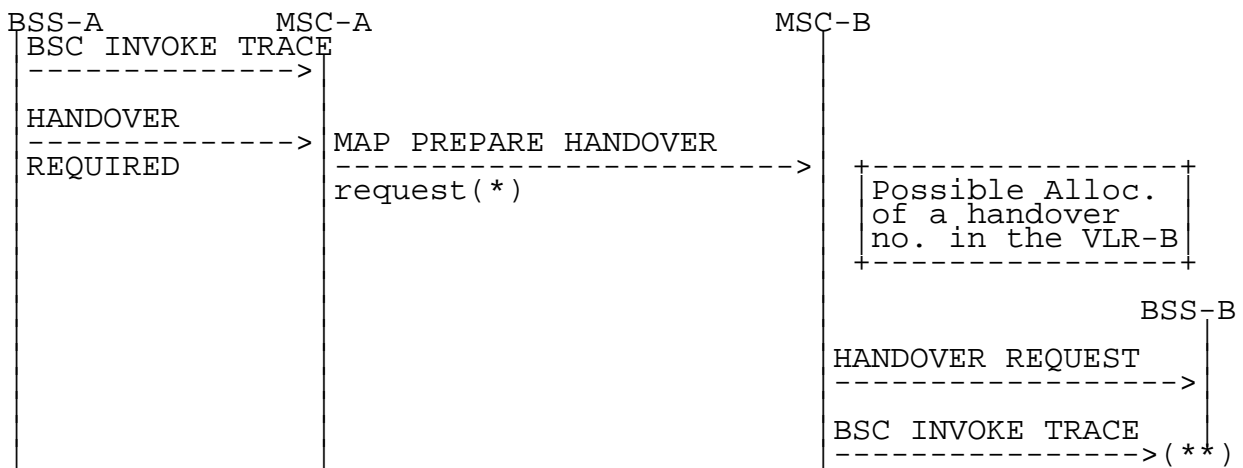 BSS-A MSC-A MSC-B
BSC INVOKE TRACE
HANDOVER
REQUIRED
MAP PREPARE HANDOVER
request(*)
Possible Alloc.
of a handover
no. in the VLR-B
BSS-B
HANDOVER REQUEST
BSC INVOKE TRACE
(**)